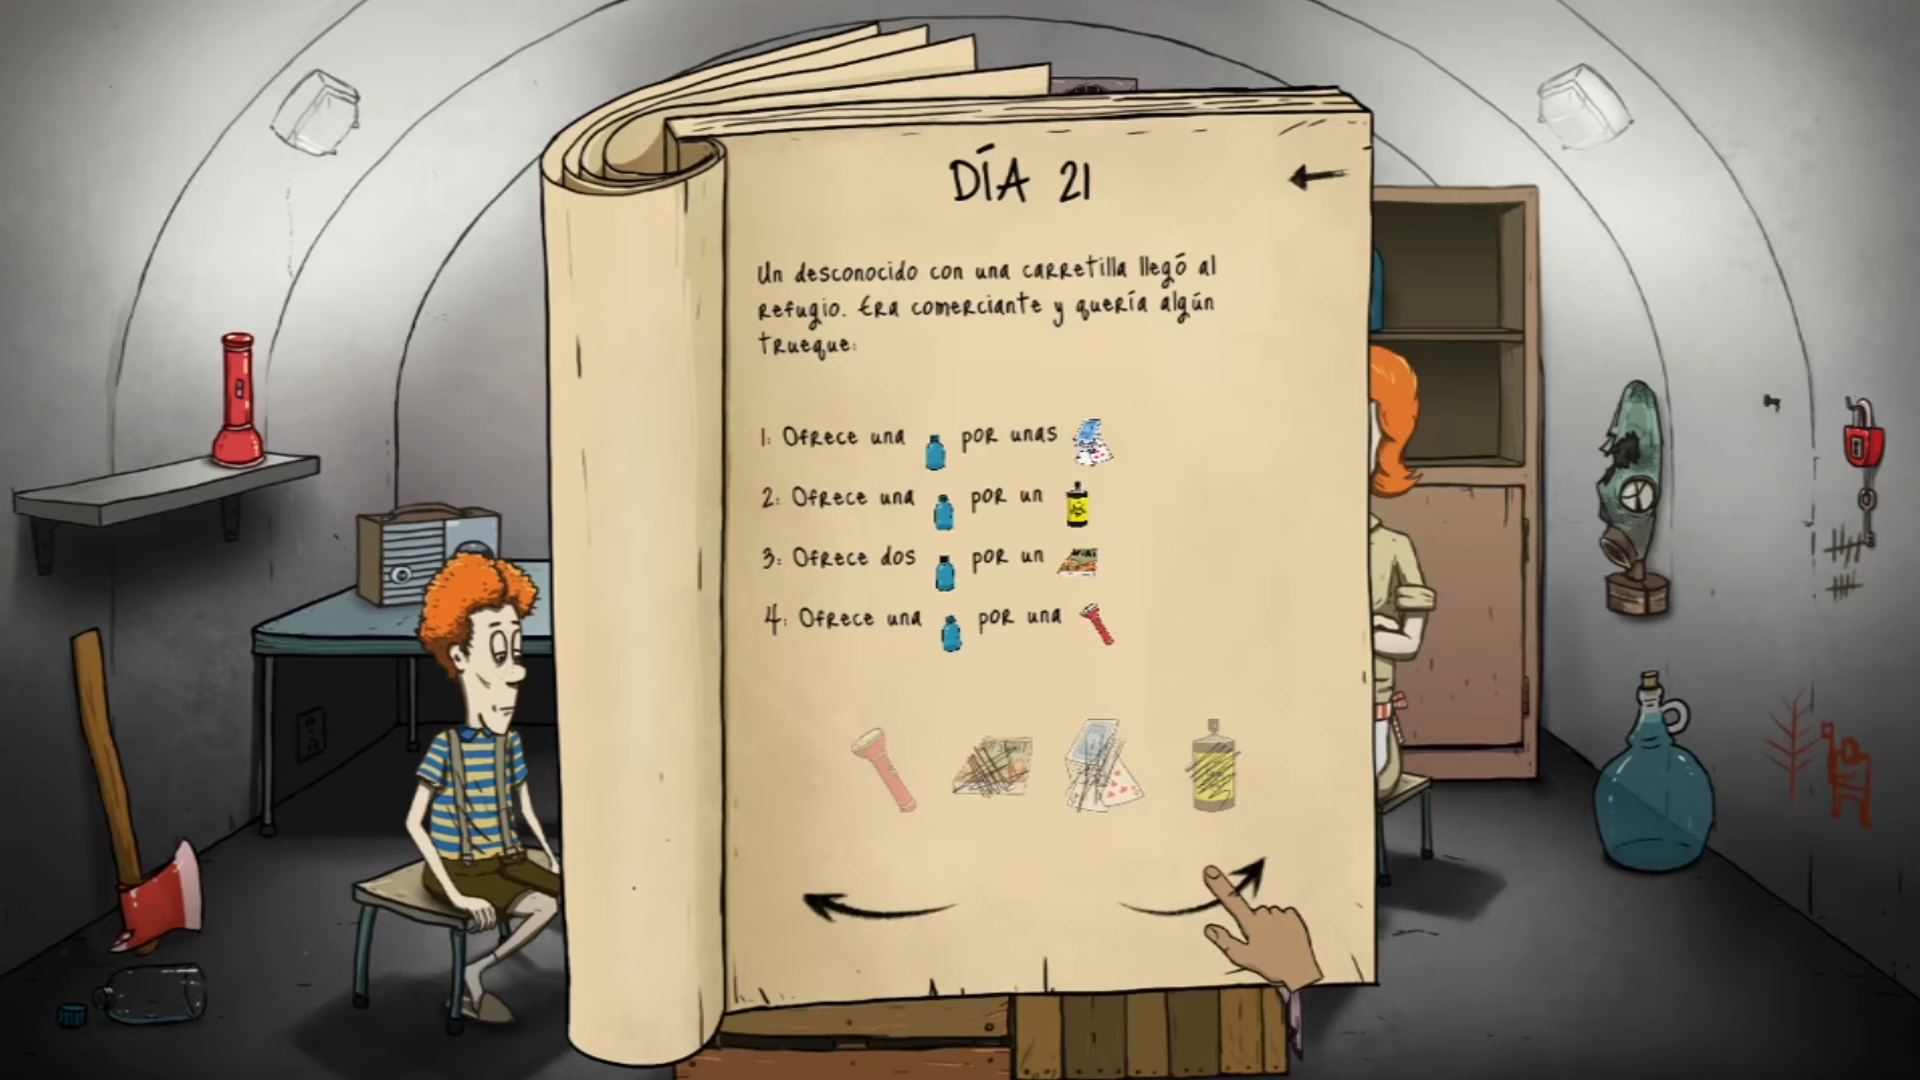 DÍA 21
Un desconocido con una carretilla llegó al
refugio. Era comerciante y quería algún
trueque:
1: Ofrece una por unas
2: Ofrece una por un
3: Ofrece dos por un
4: Ofrece una por una